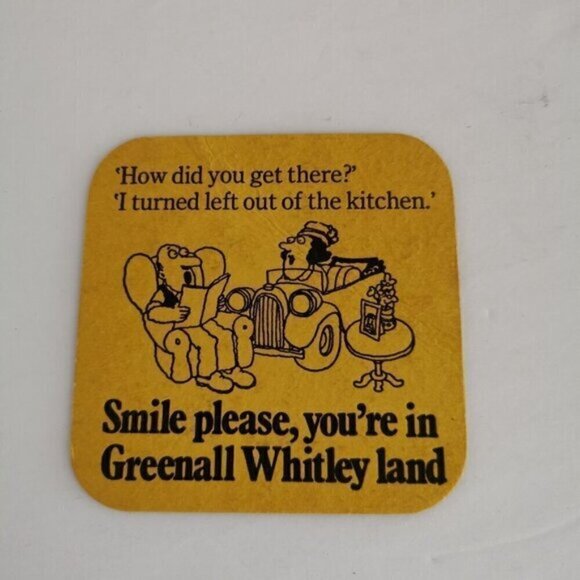 ‘How did you get there?’
‘I turned left out of the kitchen.’
Smile please, you're in
Greenall Whitley land